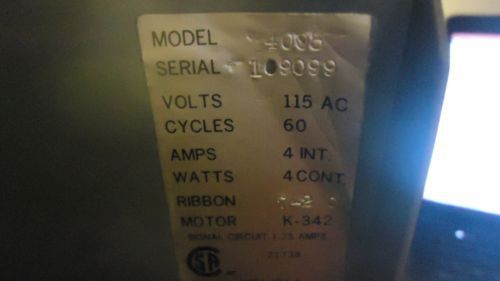 MODEL 4005
SERIAL 109099
VOLTS 115 AC
CYCLES 60
AMPS 4 INT.
WATTS 4 CONT.
RIBBON
MOTOR K-342
SIGNAL CIRCUIT 1.25 AMPS
21738